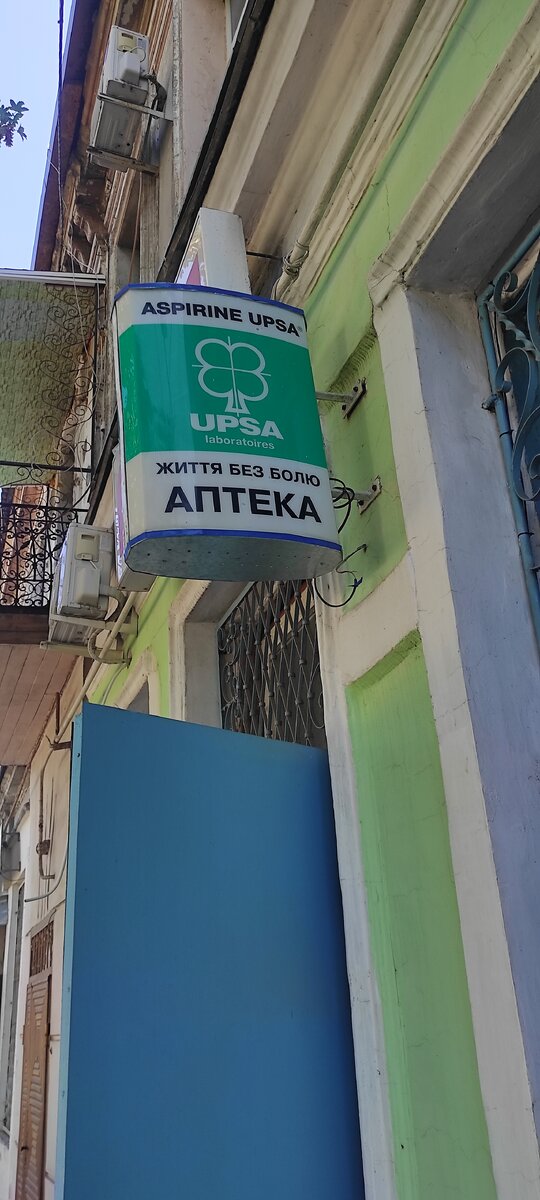 ASPIRINE UPSA®
UPSA
laboratoires
ЖИТТЯ БЕЗ БОЛЮ
АПТЕКА